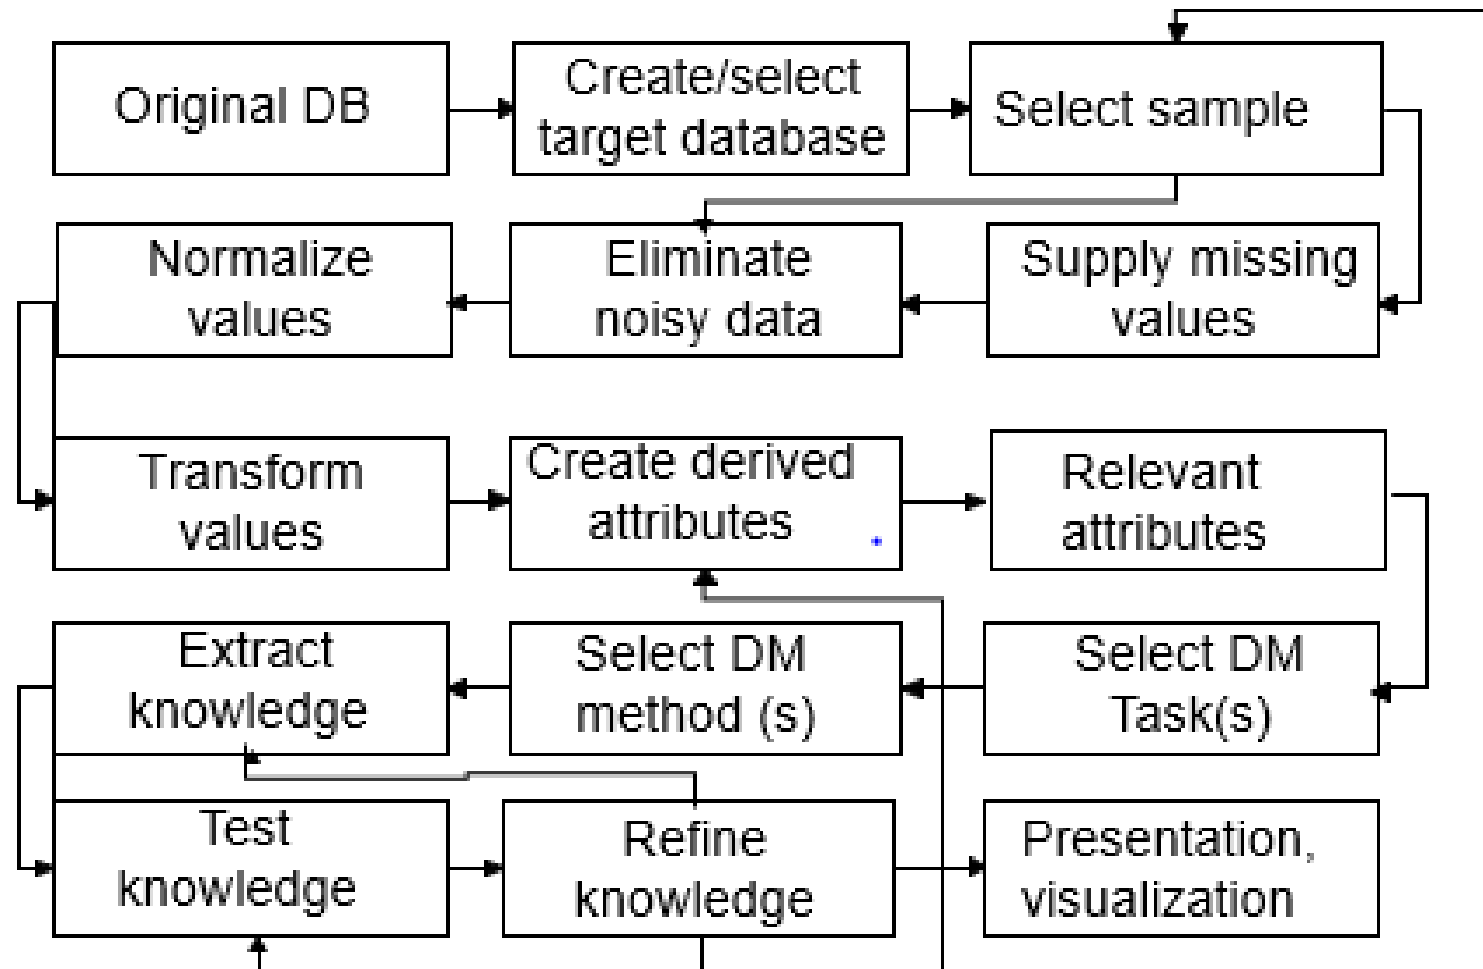 Original DB
Create/select
target database
Select sample
Normalize
values
Eliminate
noisy data
Supply missing
values
Transform
values
Create derived
attributes
Relevant
attributes
Extract
knowledge
Select DM
method (s)
Select DM
Task(s)
Test
knowledge
Refine
knowledge
Presentation,
visualization